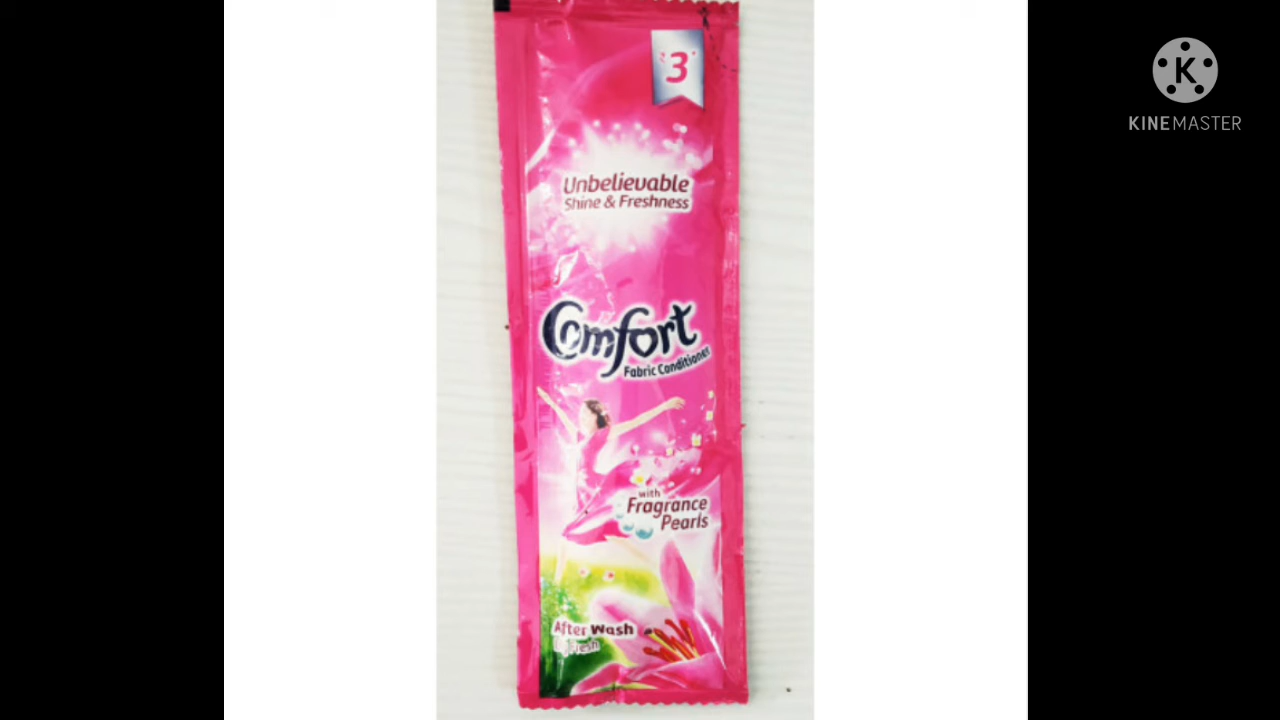 ₹3*
K
KINEMASTER
Unbelievable
Shine & Freshness
Comfort
Fabric Conditioner
with
Fragrance
Pearls
After Wash
Fresh